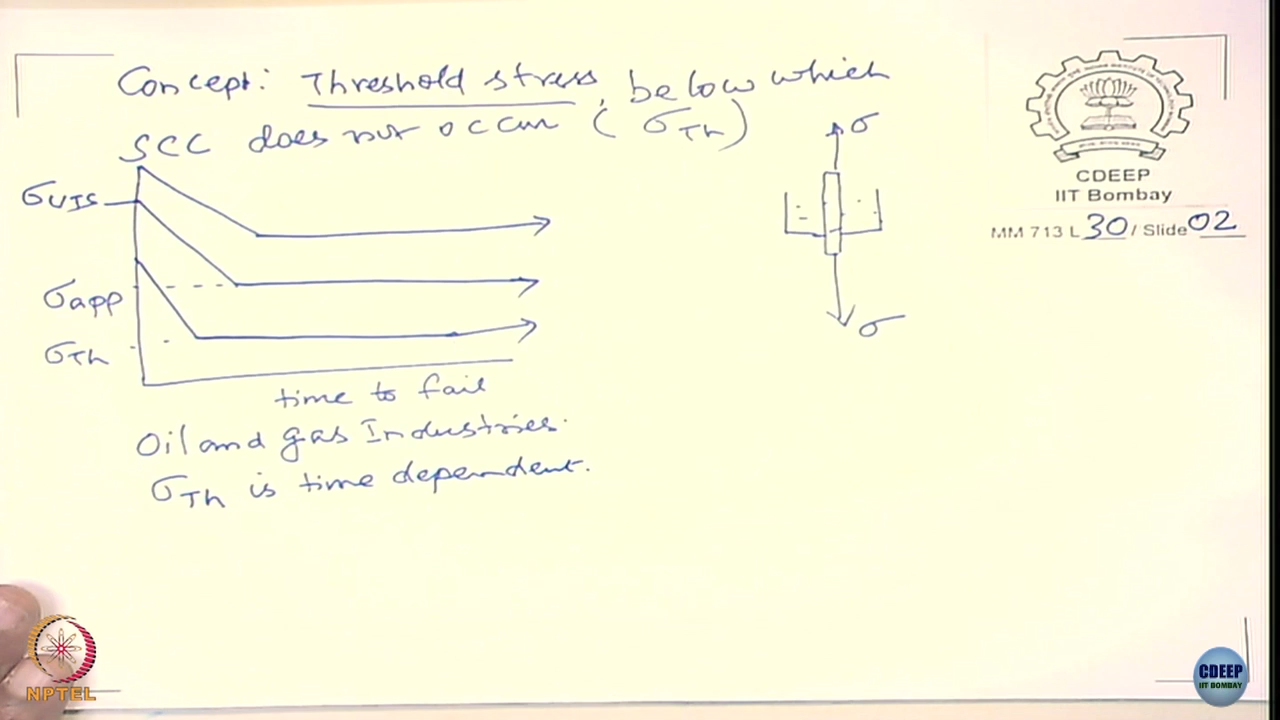 Concept: Threshold stress, below which
SCC does not occur (σTh)
σ
σUTS
CDEEP
IIT Bombay
MM 713 L 30 / Slide 02
σapp
σ
σTh
time to fail
Oil and gas Industries.
σTh is time dependent.
NPTEL
CDEEP
IIT BOMBAY